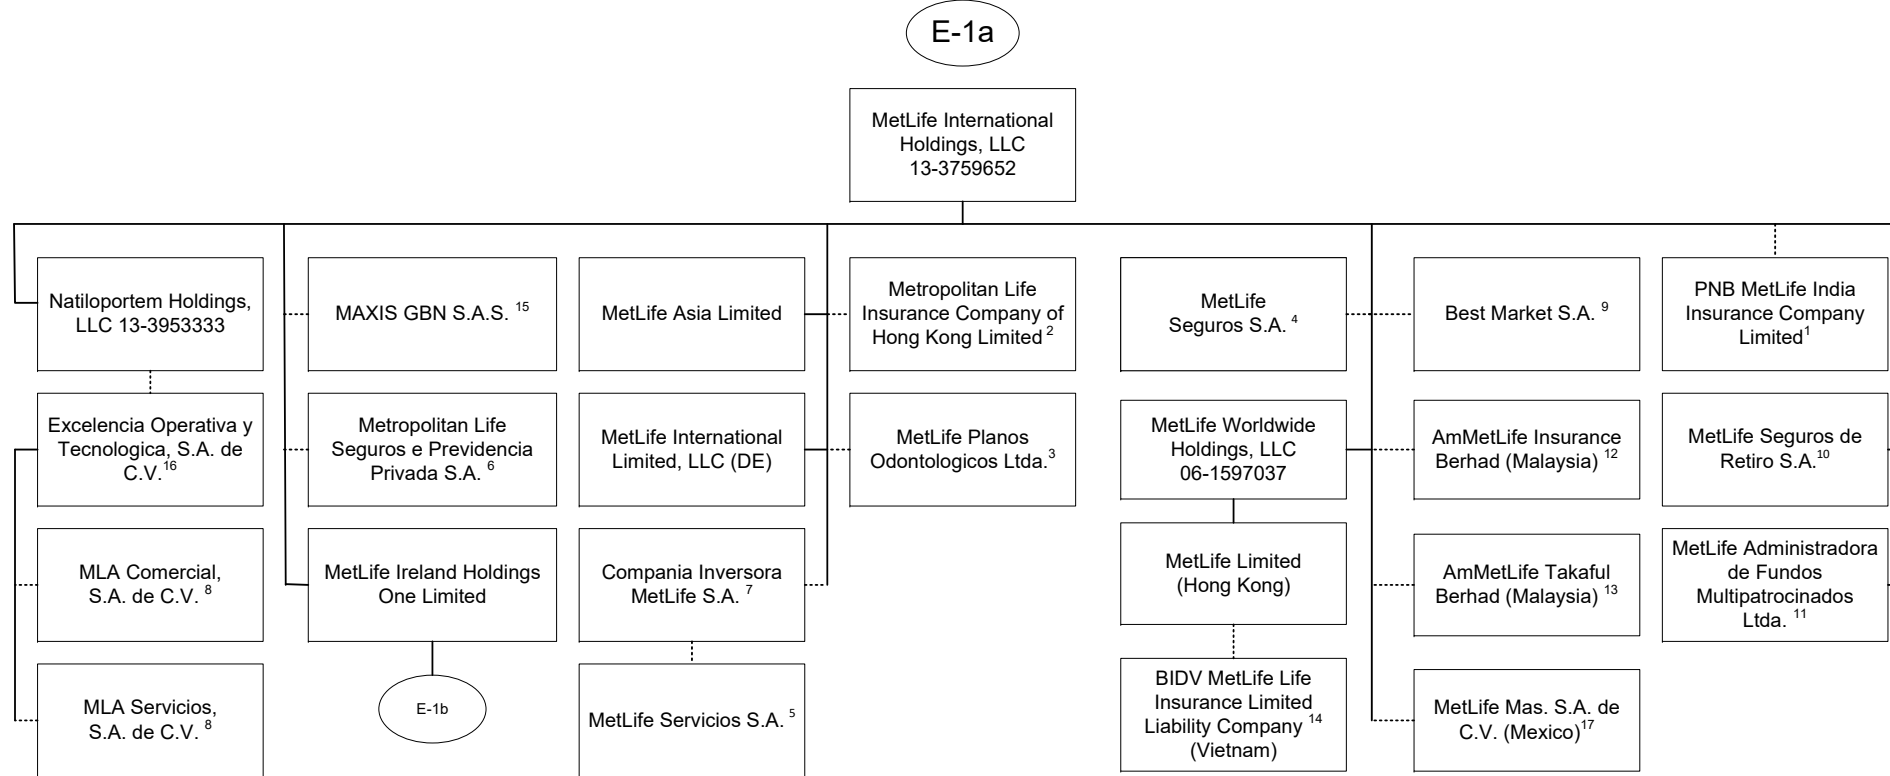 E-1a
MetLife International
Holdings, LLC
13-3759652
Natiloportem Holdings,
LLC 13-3953333
MAXIS GBN S.A.S. 15
MetLife Asia Limited
Metropolitan Life
Insurance Company of
Hong Kong Limited 2
MetLife
Seguros S.A. 4
Best Market S.A. 9
PNB MetLife India
Insurance Company
Limited1
Excelencia Operativa y
Tecnologica, S.A. de
C.V.16
Metropolitan Life
Seguros e Previdencia
Privada S.A. 6
MetLife International
Limited, LLC (DE)
MetLife Planos
Odontologicos Ltda.3
MetLife Worldwide
Holdings, LLC
06-1597037
AmMetLife Insurance
Berhad (Malaysia) 12
MetLife Seguros de
Retiro S.A.10
MLA Comercial,
S.A. de C.V. 8
MetLife Ireland Holdings
One Limited
Compania Inversora
MetLife S.A. 7
MetLife Limited
(Hong Kong)
AmMetLife Takaful
Berhad (Malaysia) 13
MetLife Administradora
de Fundos
Multipatrocinados
Ltda. 11
MLA Servicios,
S.A. de C.V. 8
E-1b
MetLife Servicios S.A. 5
BIDV MetLife Life
Insurance Limited
Liability Company 14
(Vietnam)
MetLife Mas. S.A. de
C.V. (Mexico)17